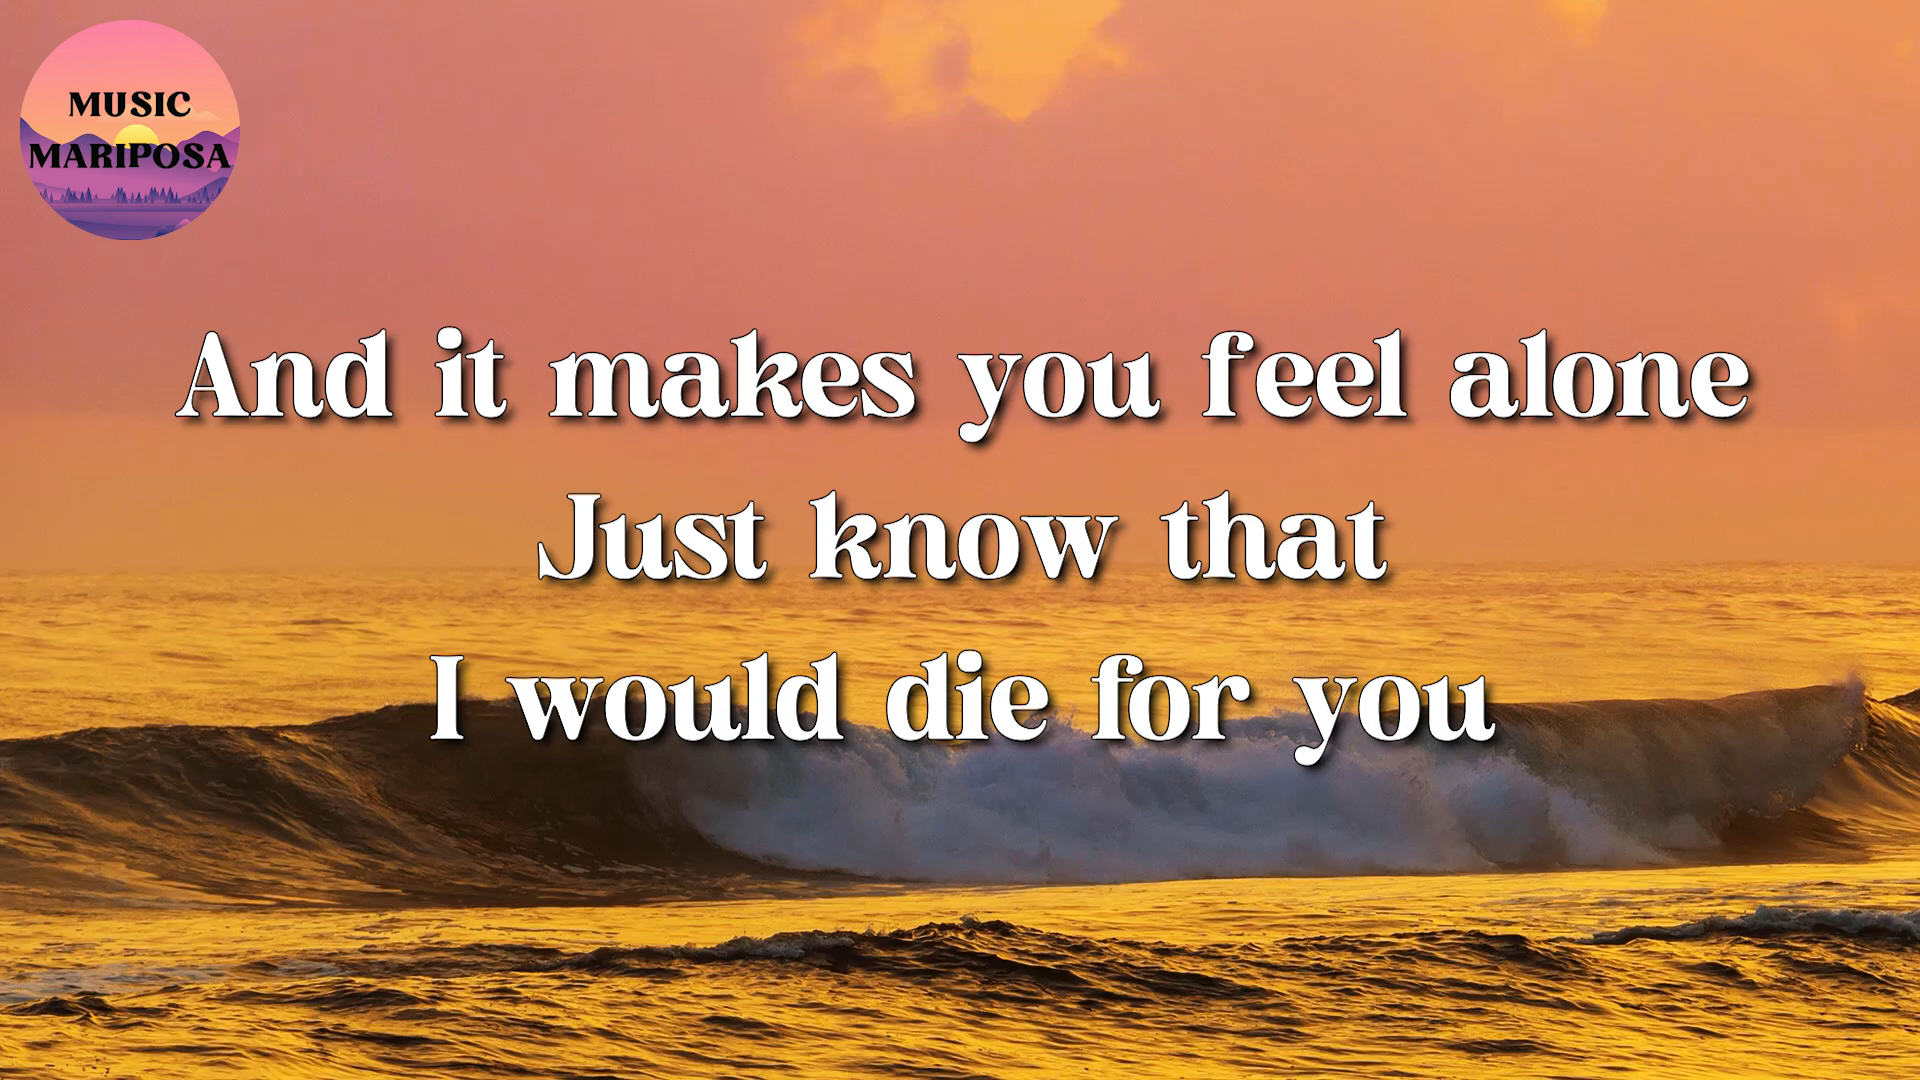 MUSIC
MARIPOSA
And it makes you feel alone
Just know that
I would die for you